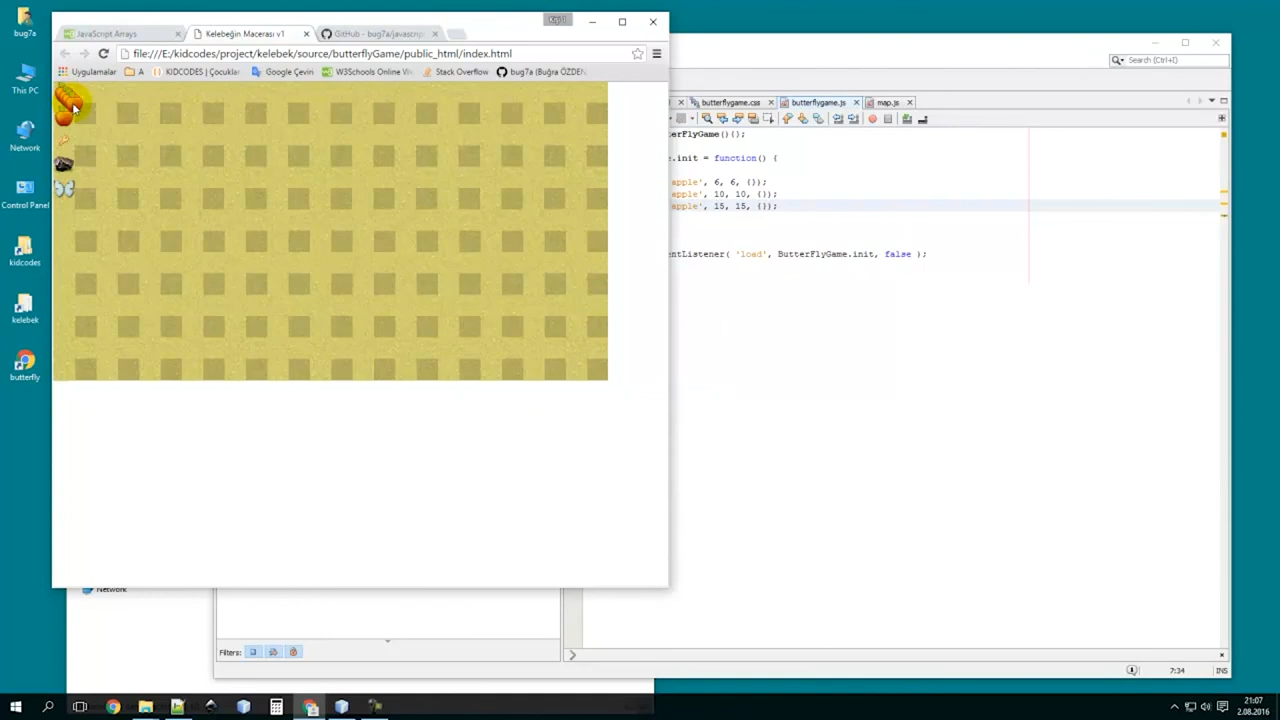 bug7a
This PC
Network
Control Panel
kidcodes
kelebek
butterfly
JavaScript Arrays
Kelebeğin Macerası v1
GitHub - bug7a/javascrip
file:///E:/kidcodes/project/kelebek/source/butterflyGame/public_html/index.html
Uygulamalar
A
KIDCODES | Çocuklar
Google Çeviri
W3Schools Online
Stack Overflow
bug7a (Buğra ÖZDEN
Search (Ctrl+I)
butterflygame.css
butterflygame.js
map.js
terFlyGame(){};
e.init = function() {
apple', 6, 6, {});
apple', 10, 10, {});
apple', 15, 15, {});
entListener( 'load', ButterFlyGame.init, false );
Network
Filters:
7:34
INS
21:07
2.08.2016